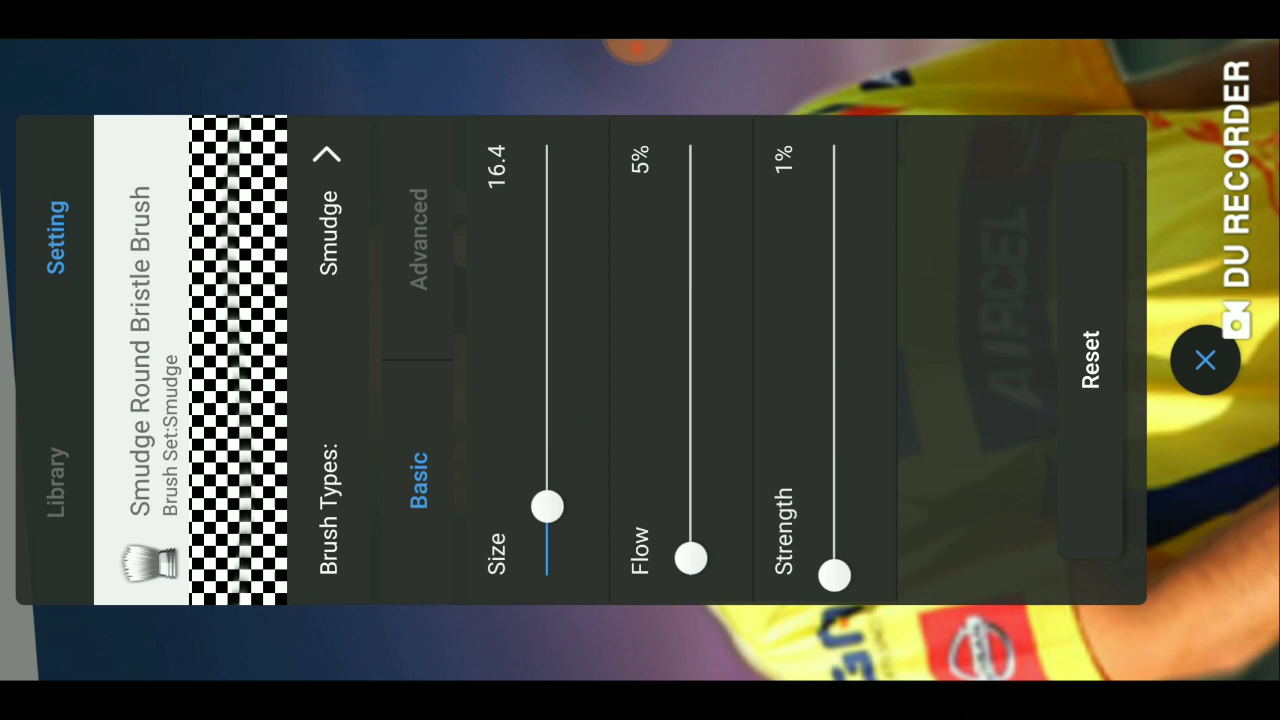 Library
Setting
Smudge Round Bristle Brush
Brush Set:Smudge
Brush Types:
Smudge
Basic
Advanced
Size
16.4
Flow
5%
Strength
1%
Reset
AIRCEL
NISSAN
DU RECORDER